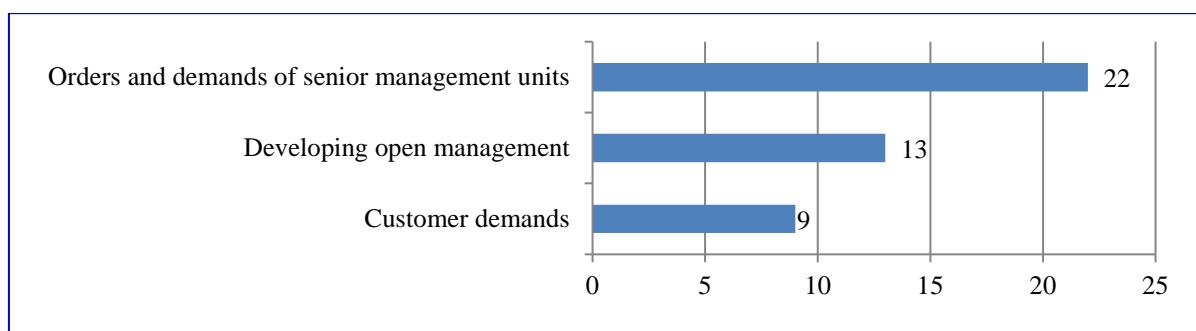 Orders and demands of senior management units
22
Developing open management
13
Customer demands
9
0 5 10 15 20 25